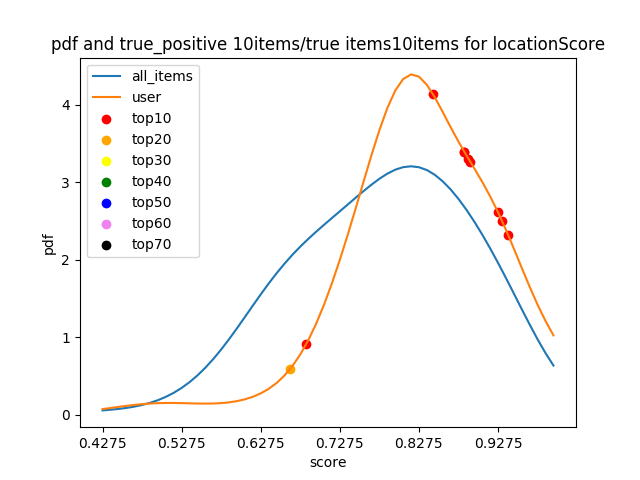 pdf and true_positive 10items/true items10items for locationScore
all_items
user
top10
top20
top30
top40
top50
top60
top70
pdf
4
3
2
1
0
0.4275 0.5275 0.6275 0.7275 0.8275 0.9275
score